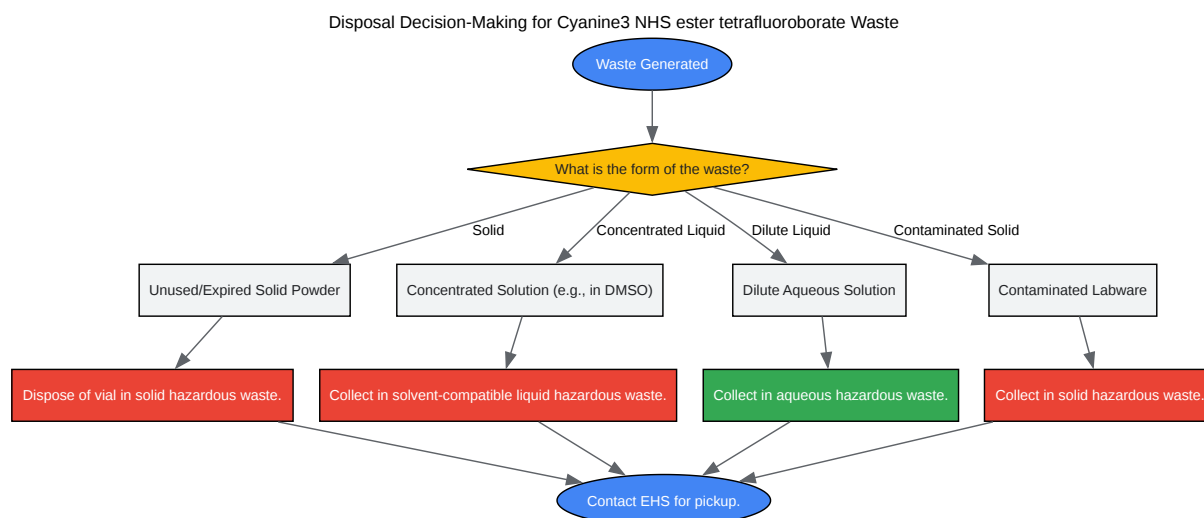 Disposal Decision-Making for Cyanine3 NHS ester tetrafluoroborate Waste
Waste Generated
What is the form of the waste?
Solid
Concentrated Liquid
Dilute Liquid
Contaminated Solid
Unused/Expired Solid Powder
Concentrated Solution (e.g., in DMSO)
Dilute Aqueous Solution
Contaminated Labware
Dispose of vial in solid hazardous waste.
Collect in solvent-compatible liquid hazardous waste.
Collect in aqueous hazardous waste.
Collect in solid hazardous waste.
Contact EHS for pickup.